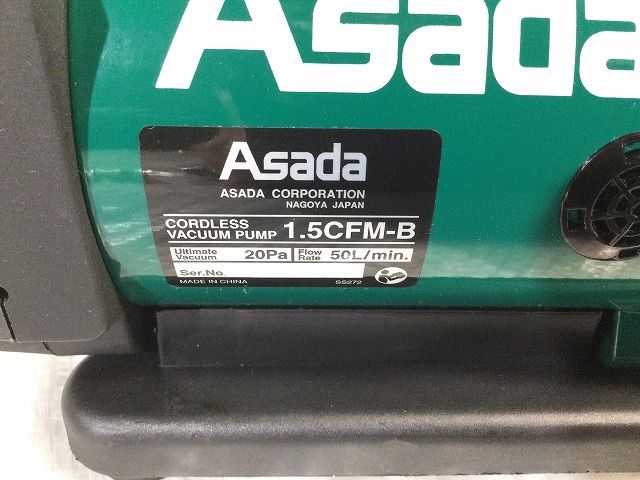 Asada
Asada
ASADA CORPORATION
NAGOYA JAPAN
CORDLESS
VACUUM PUMP 1.5CFM-B
Ultimate Vacuum 20Pa Flow Rate 50L/min.
Ser.No.
MADE IN CHINA SS272